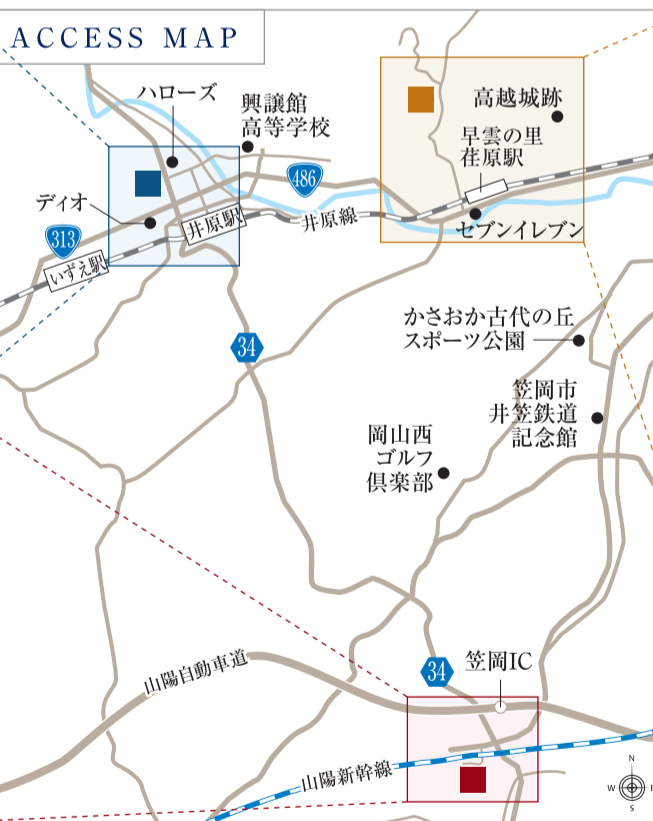 ACCESS MAP
ハローズ
興譲館
高等学校
高越城跡
早雲の里
荏原駅
486
ディオ
井原駅
井原線
セブンイレブン
313
いずえ駅
かさおか古代の丘
スポーツ公園
34
笠岡市
井笠鉄道
記念館
岡山西
ゴルフ
倶楽部
山陽自動車道
34
笠岡IC
山陽新幹線
N
W
E
S